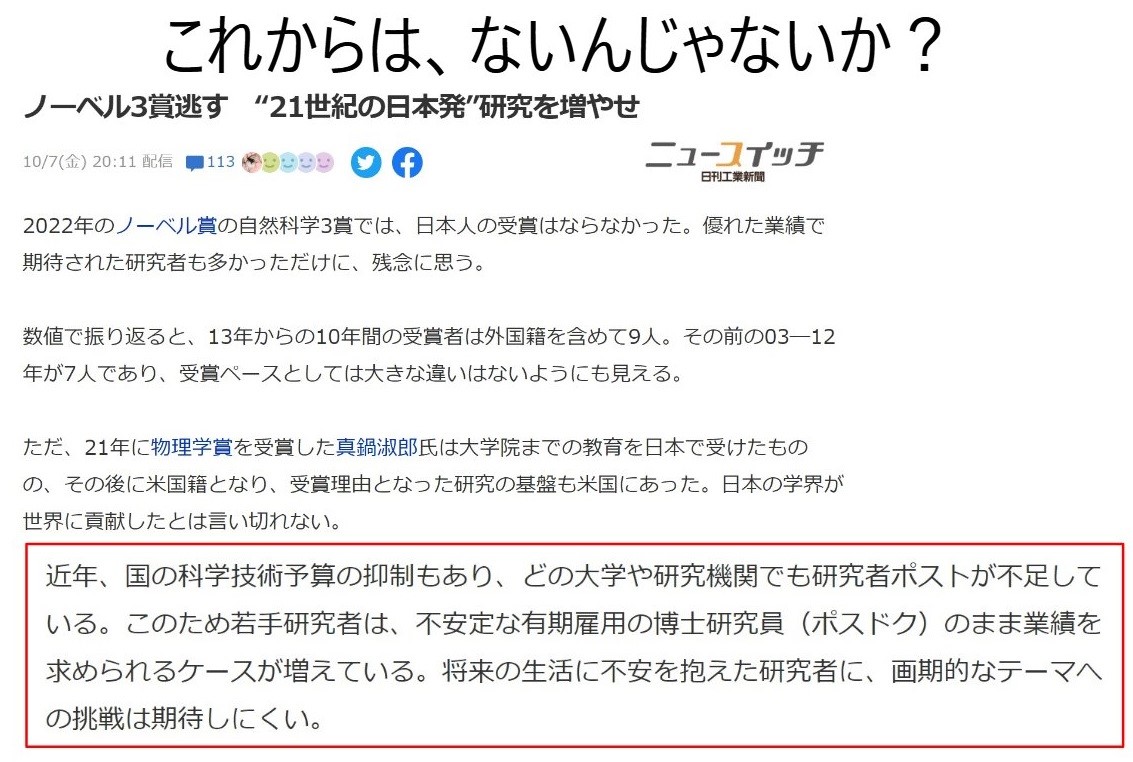 これからは、ないんじゃないか？
ノーベル3賞逃す　“21世紀の日本発”研究を増やせ
10/7(金) 20:11 配信 113
ニュースイッチ
日刊工業新聞
2022年のノーベル賞の自然科学3賞では、日本人の受賞はならなかった。優れた業績で
期待された研究者も多かっただけに、残念に思う。
数値で振り返ると、13年からの10年間の受賞者は外国籍を含めて9人。その前の03―12
年が7人であり、受賞ペースとしては大きな違いはないようにも見える。
ただ、21年に物理学賞を受賞した真鍋淑郎氏は大学院までの教育を日本で受けたもの
の、その後に米国籍となり、受賞理由となった研究の基盤も米国にあった。日本の学界が
世界に貢献したとは言い切れない。
近年、国の科学技術予算の抑制もあり、どの大学や研究機関でも研究者ポストが不足して
いる。このため若手研究者は、不安定な有期雇用の博士研究員（ポスドク）のまま業績を
求められるケースが増えている。将来の生活に不安を抱えた研究者に、画期的なテーマへ
の挑戦は期待しにくい。